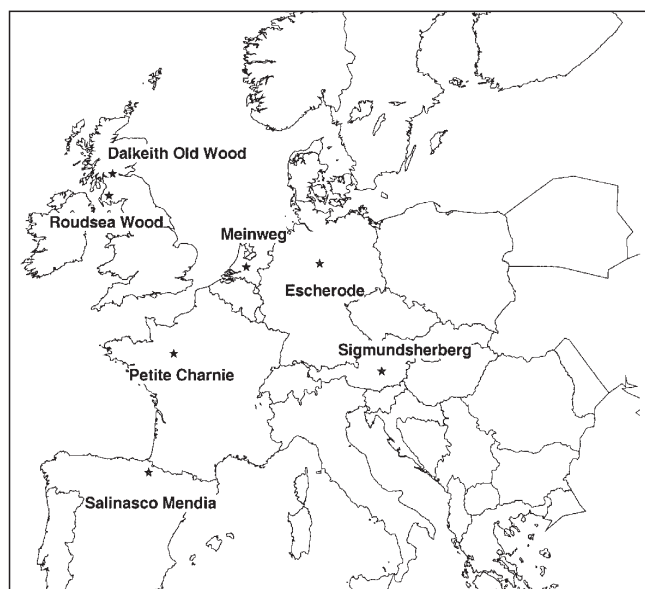 Dalkeith Old Wood
Roudsea Wood
Meinweg
Escherode
Sigmundsherberg
Petite Charnie
Salinasco Mendia